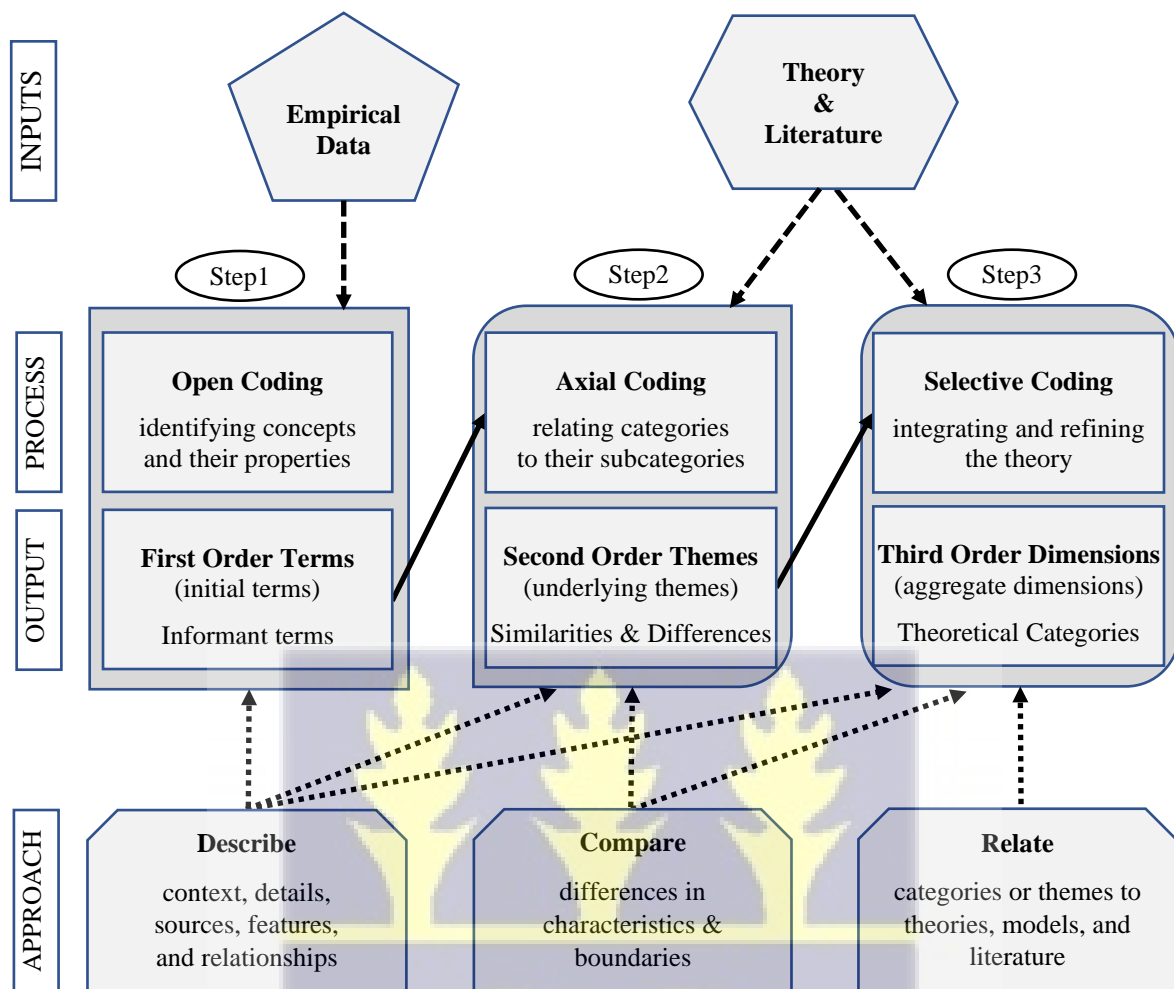 INPUTS
Empirical
Data
Theory
&
Literature
Step1
Step2
Step3
PROCESS
Open Coding
identifying concepts
and their properties
Axial Coding
relating categories
to their subcategories
Selective Coding
integrating and refining
the theory
OUTPUT
First Order Terms
(initial terms)
Informant terms
Second Order Themes
(underlying themes)
Similarities & Differences
Third Order Dimensions
(aggregate dimensions)
Theoretical Categories
APPROACH
Describe
context, details,
sources, features,
and relationships
Compare
differences in
characteristics &
boundaries
Relate
categories or themes to
theories, models, and
literature